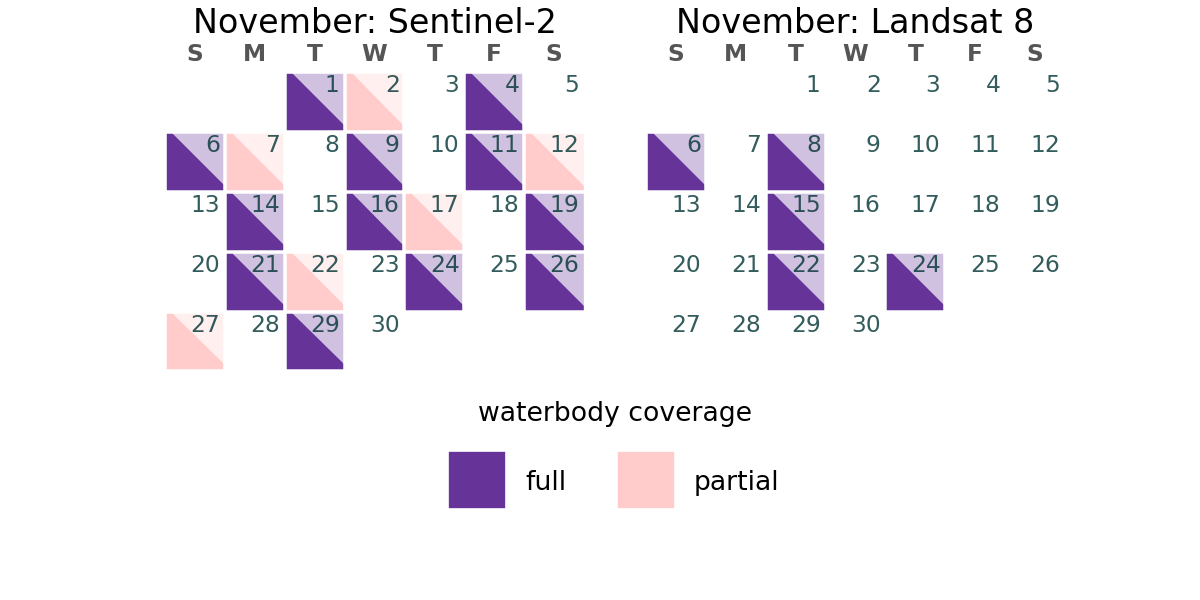 November: Sentinel-2
S M T W T F S
1 2 3 4 5
6 7 8 9 10 11 12
13 14 15 16 17 18 19
20 21 22 23 24 25 26
27 28 29 30
November: Landsat 8
S M T W T F S
1 2 3 4 5
6 7 8 9 10 11 12
13 14 15 16 17 18 19
20 21 22 23 24 25 26
27 28 29 30
waterbody coverage
full partial